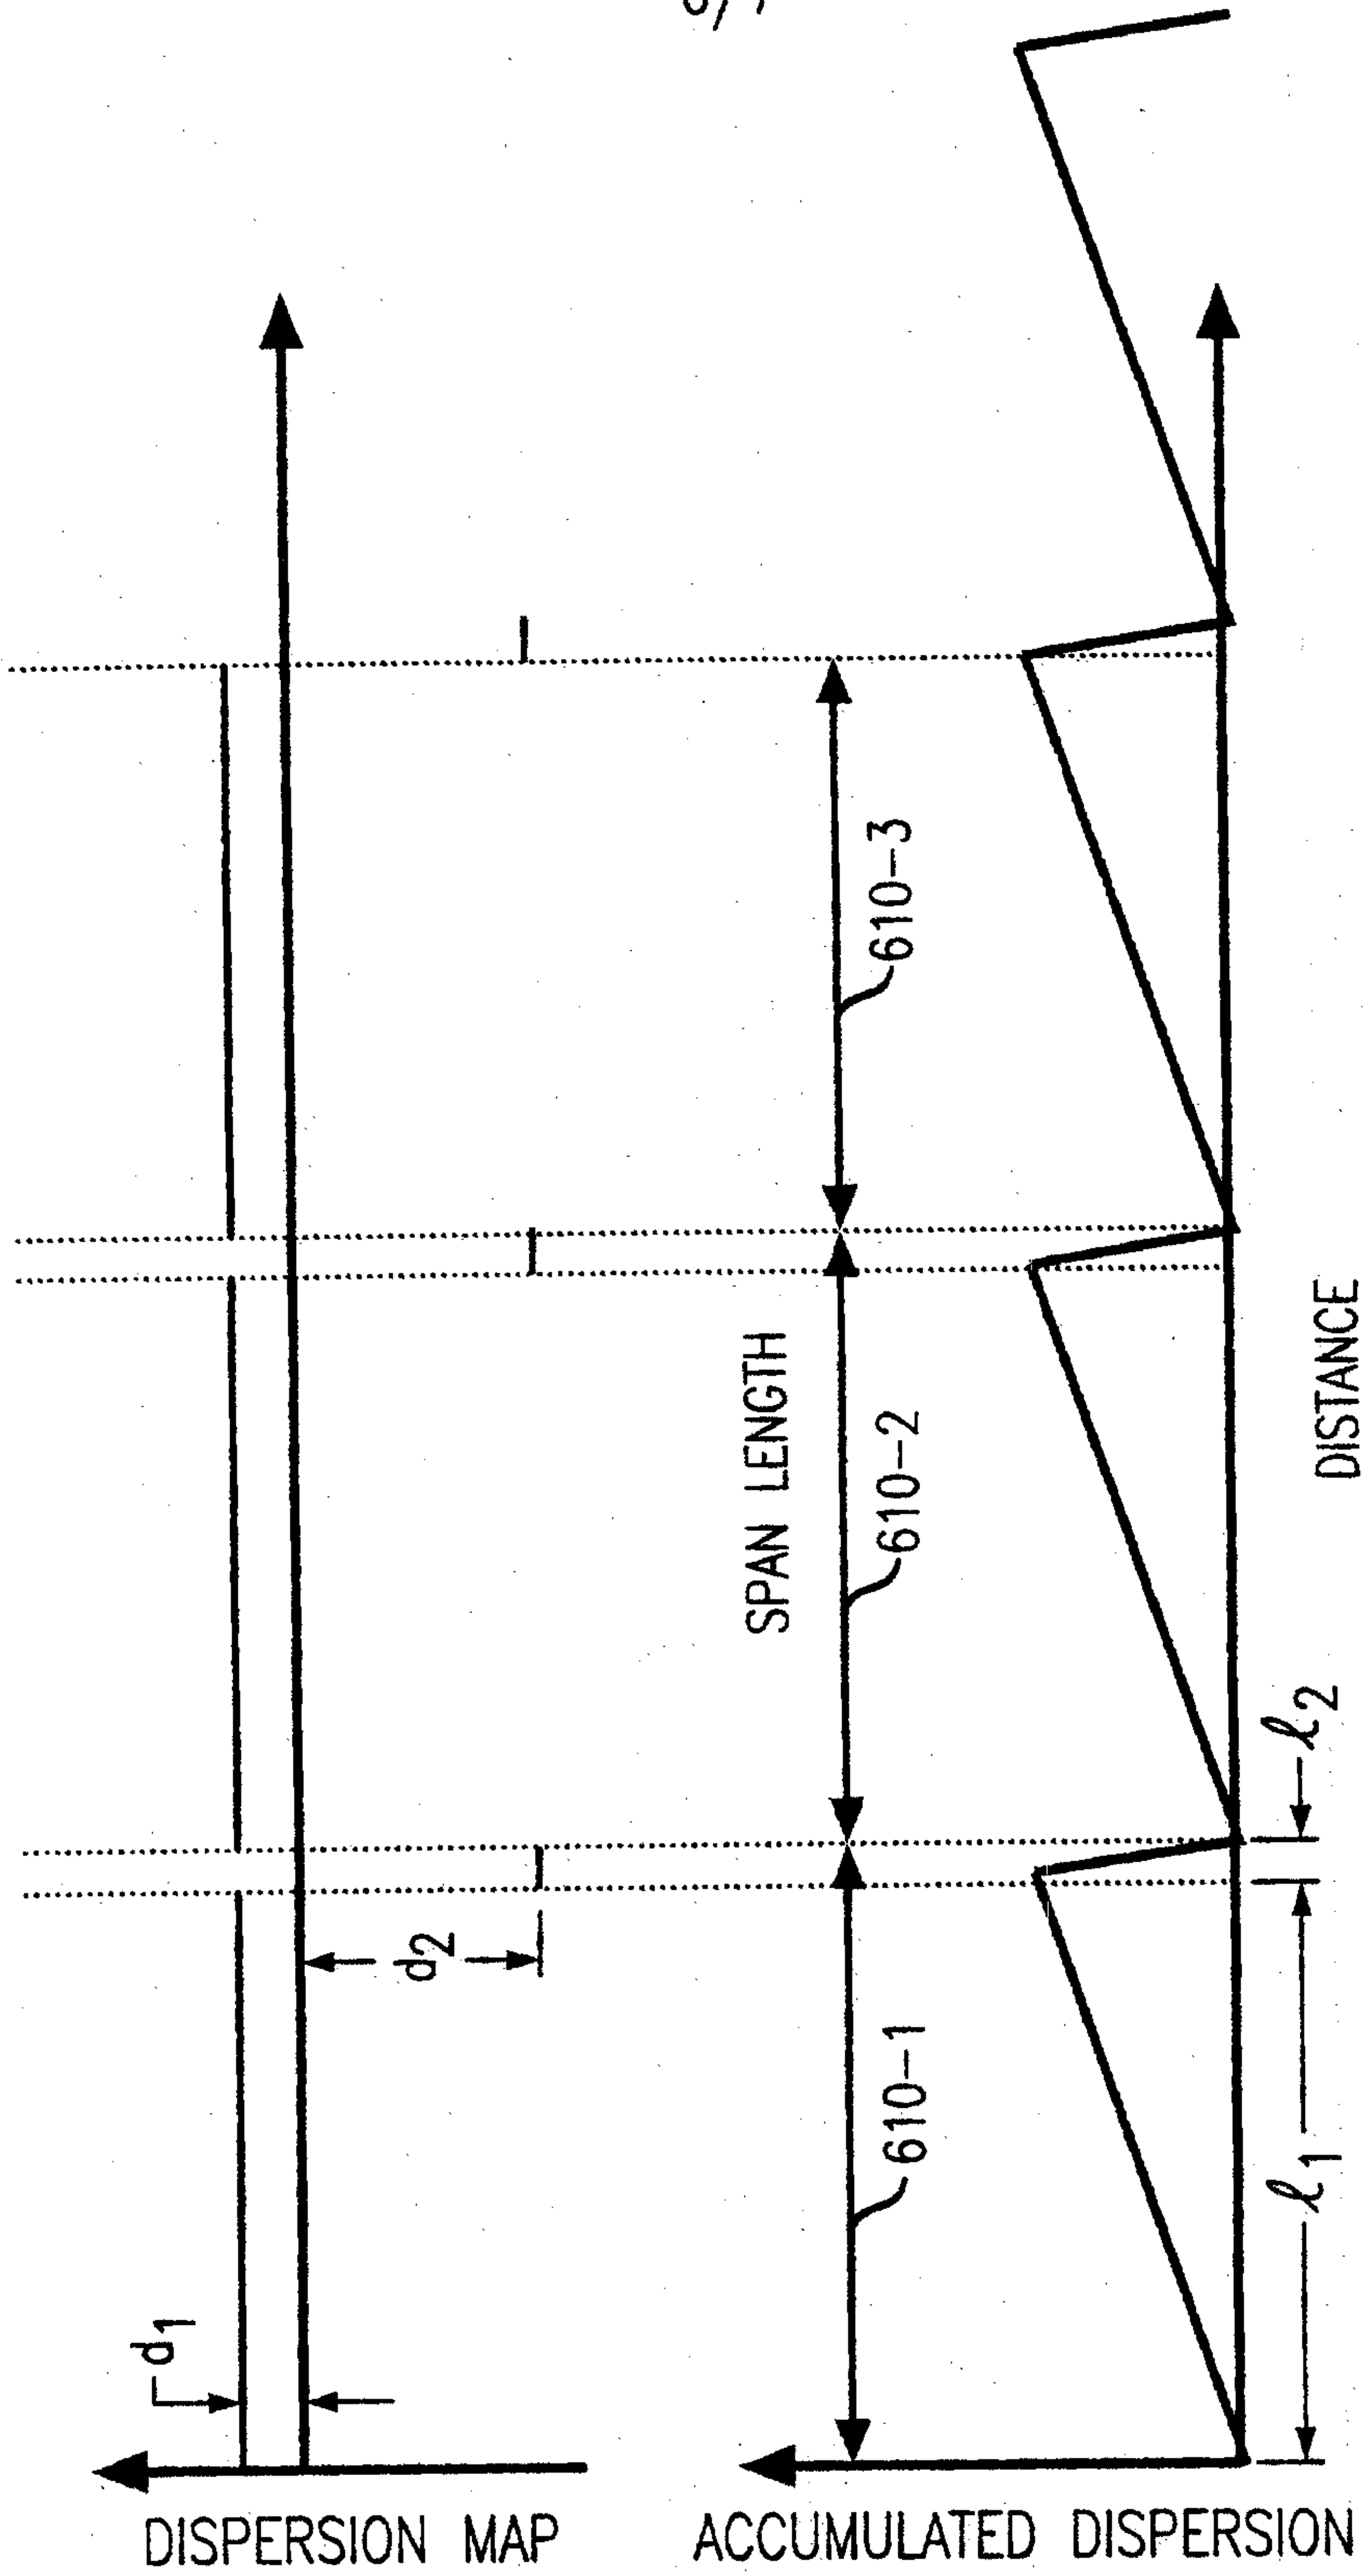 DISPERSION MAP
d1
d2
ACCUMULATED DISPERSION
SPAN LENGTH
610-1
610-2
610-3
ℓ1
ℓ2
DISTANCE